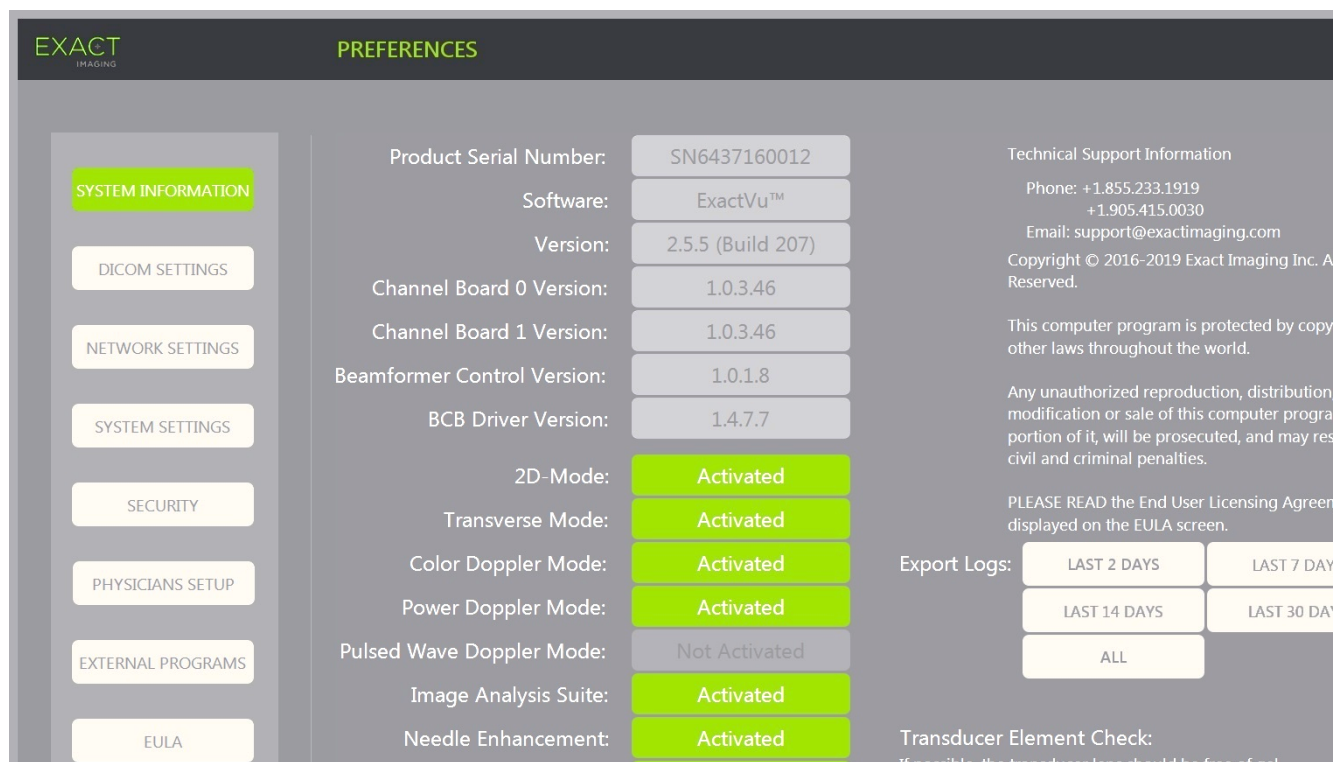 EXACT
IMAGING
PREFERENCES
SYSTEM INFORMATION
DICOM SETTINGS
NETWORK SETTINGS
SYSTEM SETTINGS
SECURITY
PHYSICIANS SETUP
EXTERNAL PROGRAMS
EULA
Product Serial Number: SN6437160012
Software: ExactVu™
Version: 2.5.5 (Build 207)
Channel Board 0 Version: 1.0.3.46
Channel Board 1 Version: 1.0.3.46
Beamformer Control Version: 1.0.1.8
BCB Driver Version: 1.4.7.7
2D-Mode: Activated
Transverse Mode: Activated
Color Doppler Mode: Activated
Power Doppler Mode: Activated
Pulsed Wave Doppler Mode: Not Activated
Image Analysis Suite: Activated
Needle Enhancement: Activated
Technical Support Information
Phone: +1.855.233.1919
+1.905.415.0030
Email: support@exactimaging.com
Copyright © 2016-2019 Exact Imaging Inc.
Reserved.
This computer program is protected by
other laws throughout the world.
Any unauthorized reproduction, distribution,
modification or sale of this computer
portion of it, will be prosecuted, and may
civil and criminal penalties.
PLEASE READ the End User Licensing
displayed on the EULA screen.
Export Logs: LAST 2 DAYS LAST 7
LAST 14 DAYS LAST 30
ALL
Transducer Element Check: